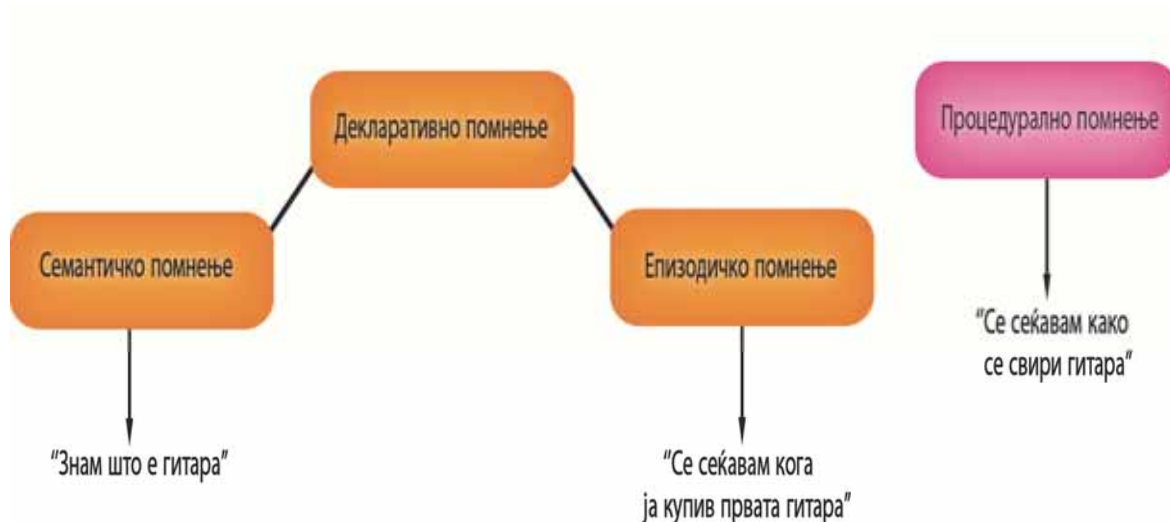 Декларативно помнење
Процедурално помнење
Семантичко помнење
Епизодичко помнење
“Се сеќавам како
се свири гитара”
“Знам што е гитара”
“Се сеќавам кога
ја купив првата гитара”